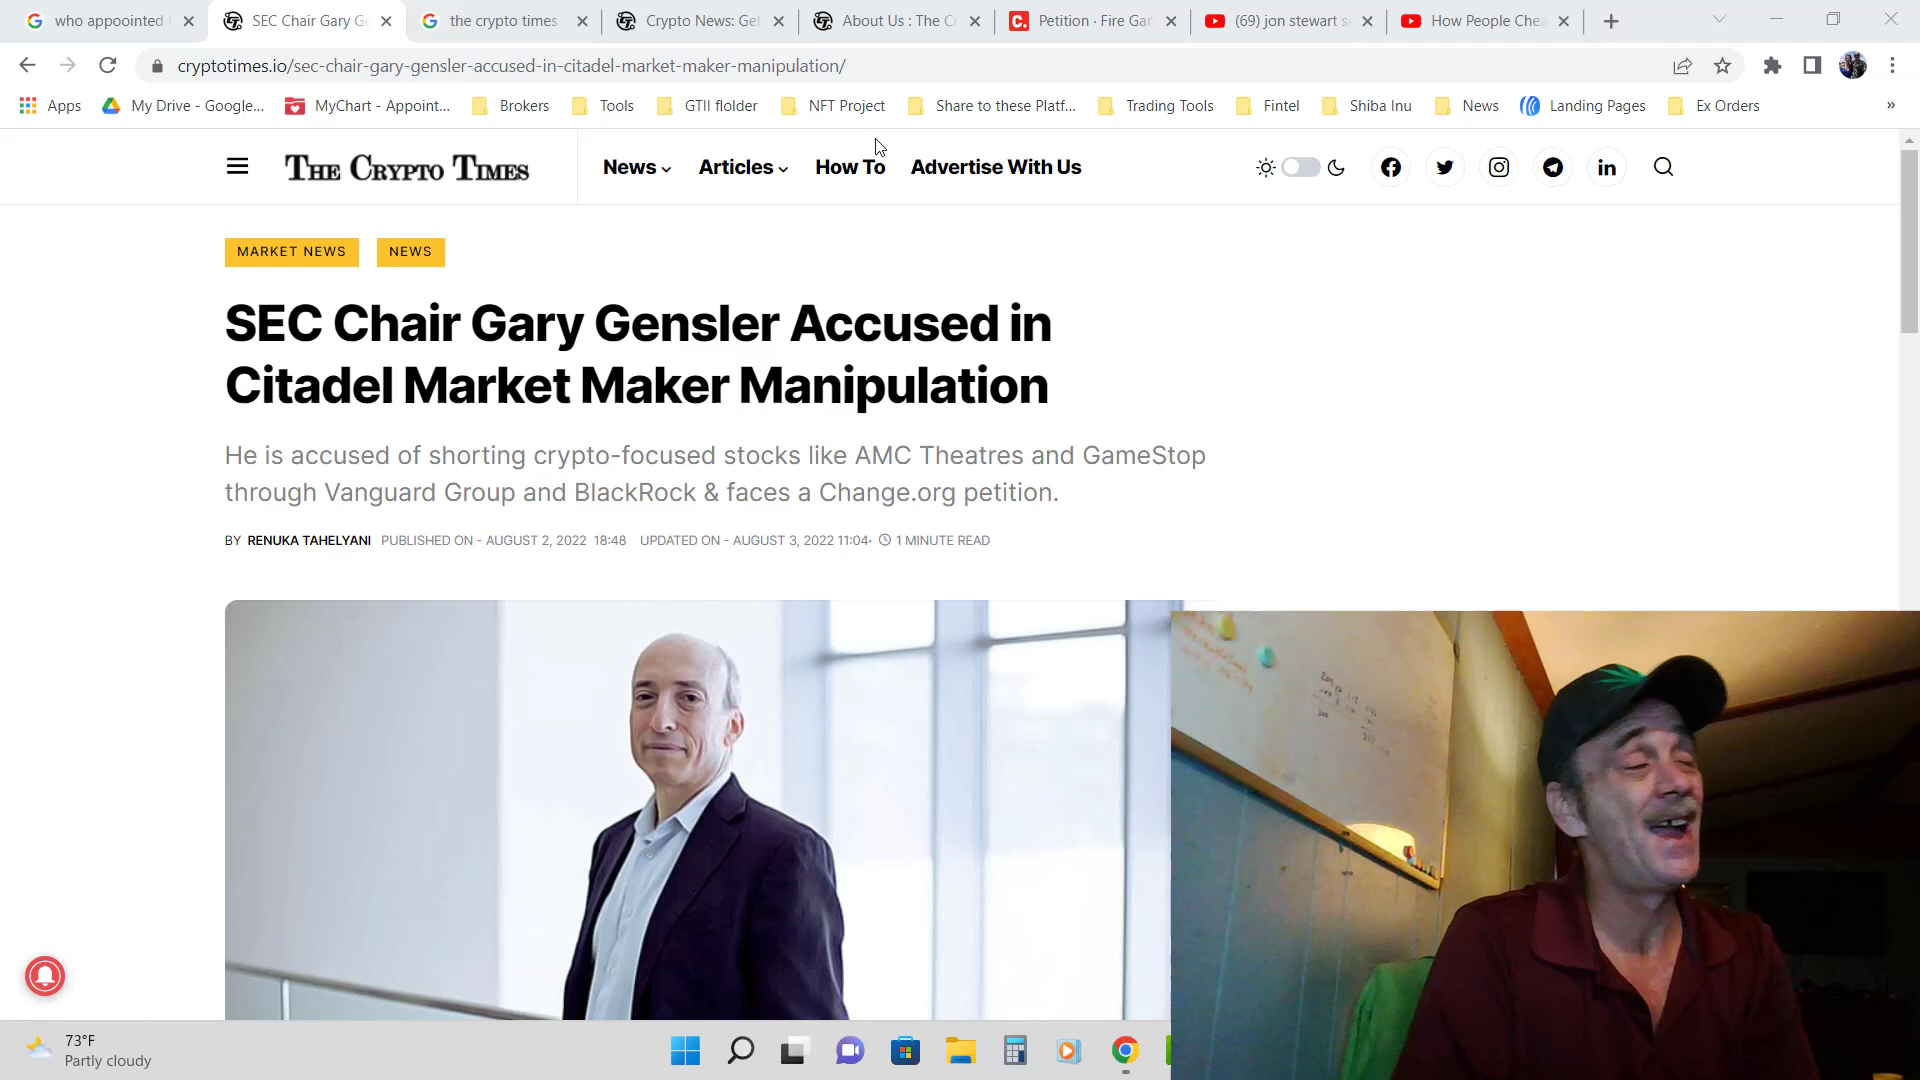 who appointed
SEC Chair Gary Ge
the crypto times
Crypto News: Get
About Us : The Cr
Petition · Fire Gar
(69) jon stewart s
How People Chea
cryptotimes.io/sec-chair-gary-gensler-accused-in-citadel-market-maker-manipulation/
Apps
My Drive - Google...
MyChart - Appoint...
Brokers
Tools
GTII flolder
NFT Project
Share to these Platf...
Trading Tools
Fintel
Shiba Inu
News
Landing Pages
Ex Orders
»
The Crypto Times
News
Articles
How To
Advertise With Us
MARKET NEWS
NEWS
SEC Chair Gary Gensler Accused in
Citadel Market Maker Manipulation
He is accused of shorting crypto-focused stocks like AMC Theatres and GameStop
through Vanguard Group and BlackRock & faces a Change.org petition.
BY RENUKA TAHELYANI PUBLISHED ON - AUGUST 2, 2022 18:48 UPDATED ON - AUGUST 3, 2022 11:04· 1 MINUTE READ
73°F
Partly cloudy